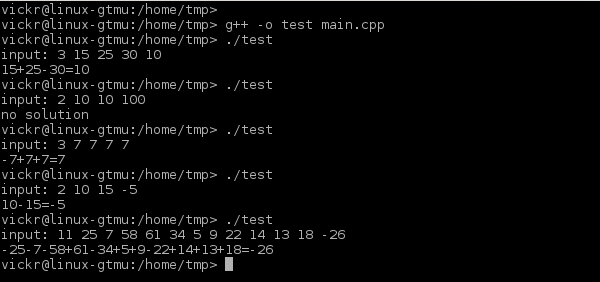 vickr@linux-gtmu:/home/tmp>
vickr@linux-gtmu:/home/tmp> g++ -o test main.cpp
vickr@linux-gtmu:/home/tmp> ./test
input: 3 15 25 30 10
15+25-30=10
vickr@linux-gtmu:/home/tmp> ./test
input: 2 10 10 100
no solution
vickr@linux-gtmu:/home/tmp> ./test
input: 3 7 7 7 7
-7+7+7=7
vickr@linux-gtmu:/home/tmp> ./test
input: 2 10 15 -5
10-15=-5
vickr@linux-gtmu:/home/tmp> ./test
input: 11 25 7 58 61 34 5 9 22 14 13 18 -26
-25-7-58+61-34+5+9-22+14+13+18=-26
vickr@linux-gtmu:/home/tmp>